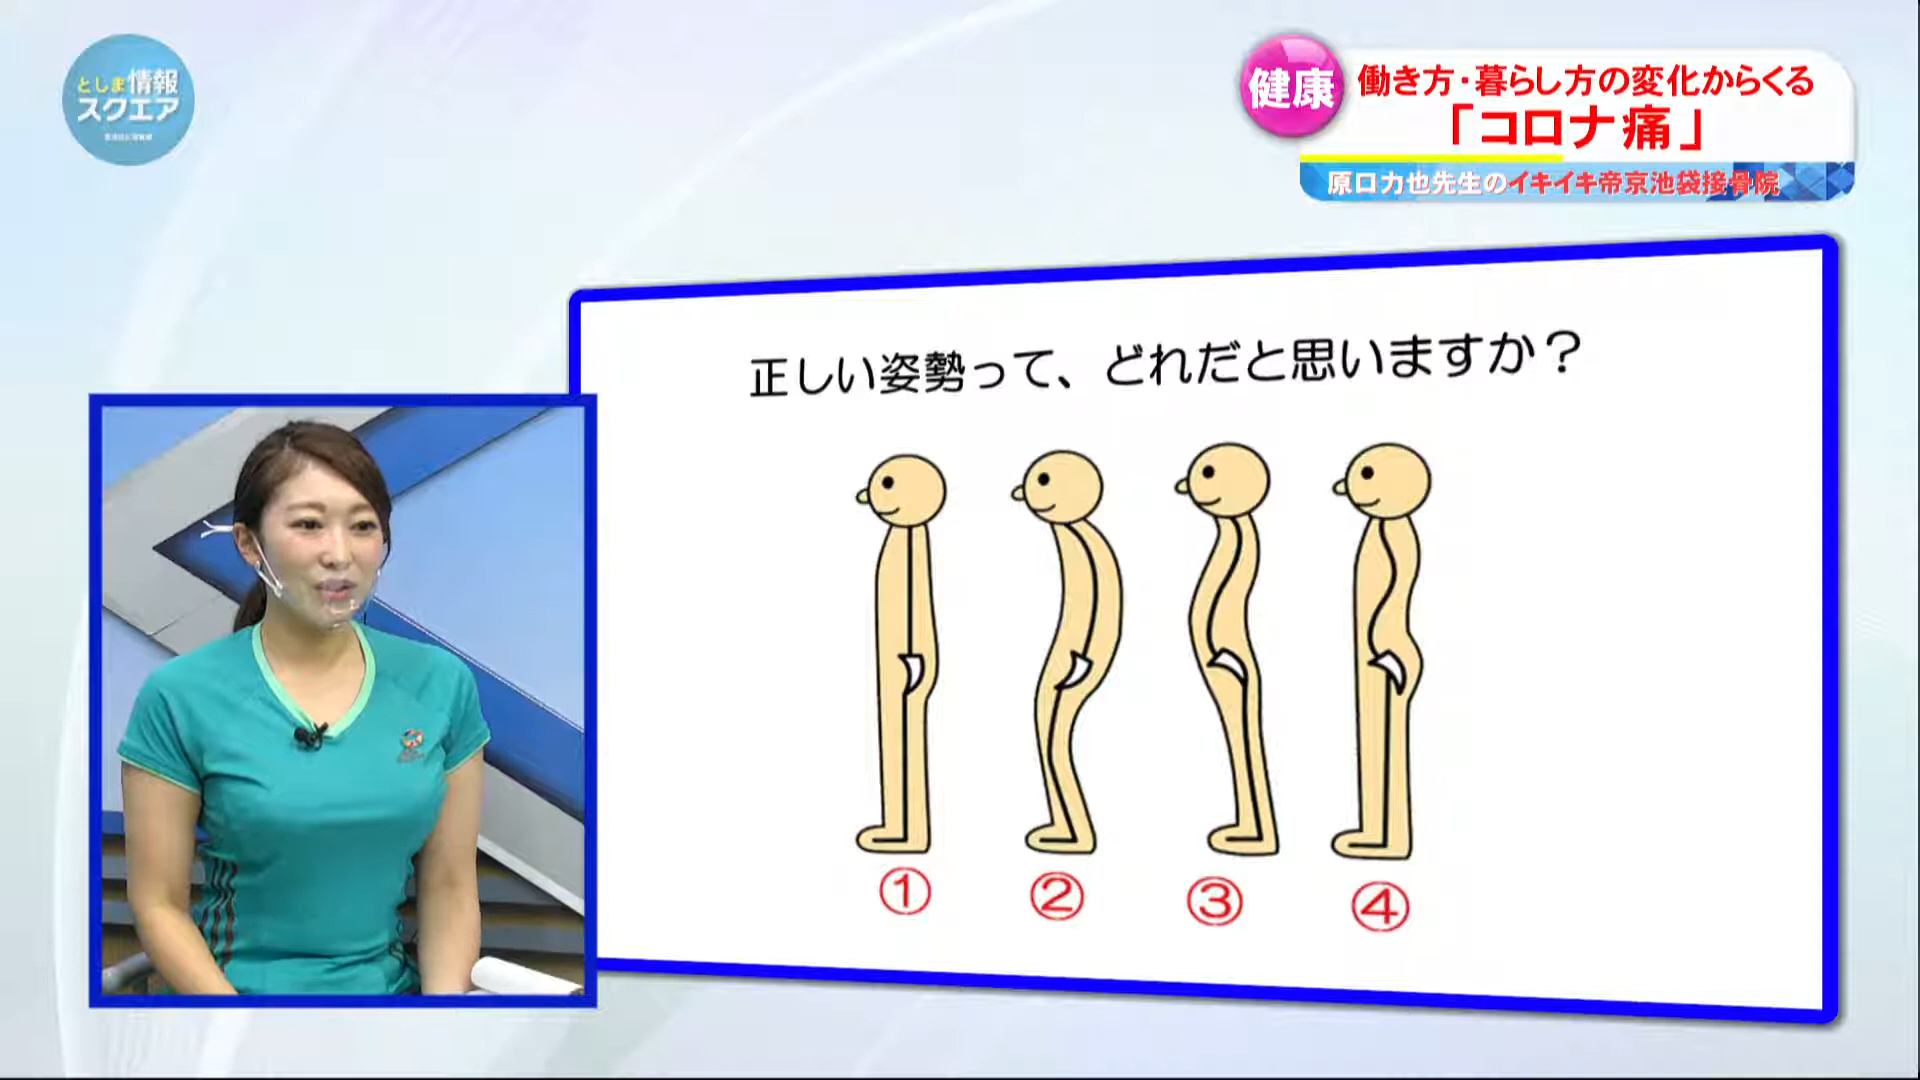 としま情報
スクエア
健康
働き方・暮らし方の変化からくる
「コロナ痛」
原口力也先生のイキイキ帝京池袋接骨院
正しい姿勢って、どれだと思いますか？
① ② ③ ④